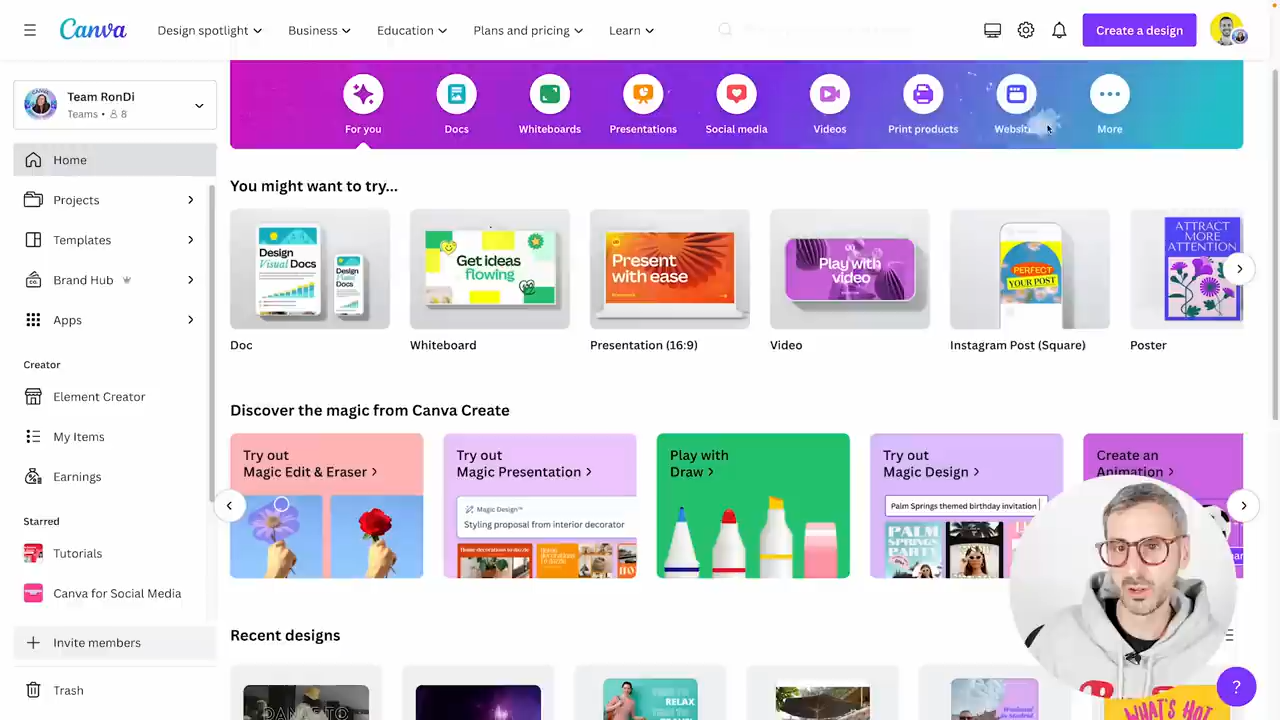 Canva
Design spotlight
Business
Education
Plans and pricing
Learn
Create a design
Team RonDi
Teams • 8
Home
Projects
Templates
Brand Hub
Apps
Creator
Element Creator
My Items
Earnings
Starred
Tutorials
Canva for Social Media
Invite members
Trash
For you
Docs
Whiteboards
Presentations
Social media
Videos
Print products
More
You might want to try...
Design
Visual Docs
Design
Visual
Docs
Get ideas
flowing
Present
with ease
Play with
video
PERFECT
YOUR POST
ATTRACT
MORE
ATTENTION
Doc
Whiteboard
Presentation (16:9)
Video
Instagram Post (Square)
Poster
Discover the magic from Canva Create
Try out
Magic Edit & Eraser >
Try out
Magic Presentation >
Magic Design™
Styling proposal from interior decorator
Play with
Draw >
Try out
Magic Design >
Palm Springs themed birthday invitation
PALM
SPRINGS
PARTY
Create an
Animation >
Recent designs
DANCE TO
RELAX
WHAT'S HOT
?